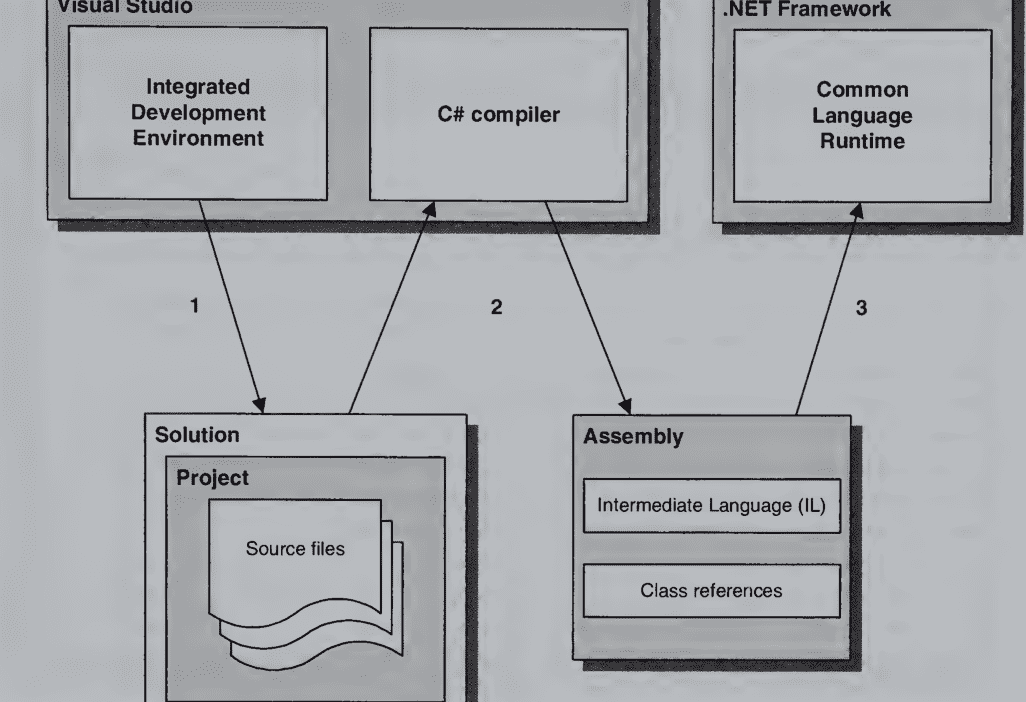 Visual Studio
.NET Framework
Integrated
Development
Environment
C# compiler
Common
Language
Runtime
1
2
3
Solution
Project
Source files
Assembly
Intermediate Language (IL)
Class references